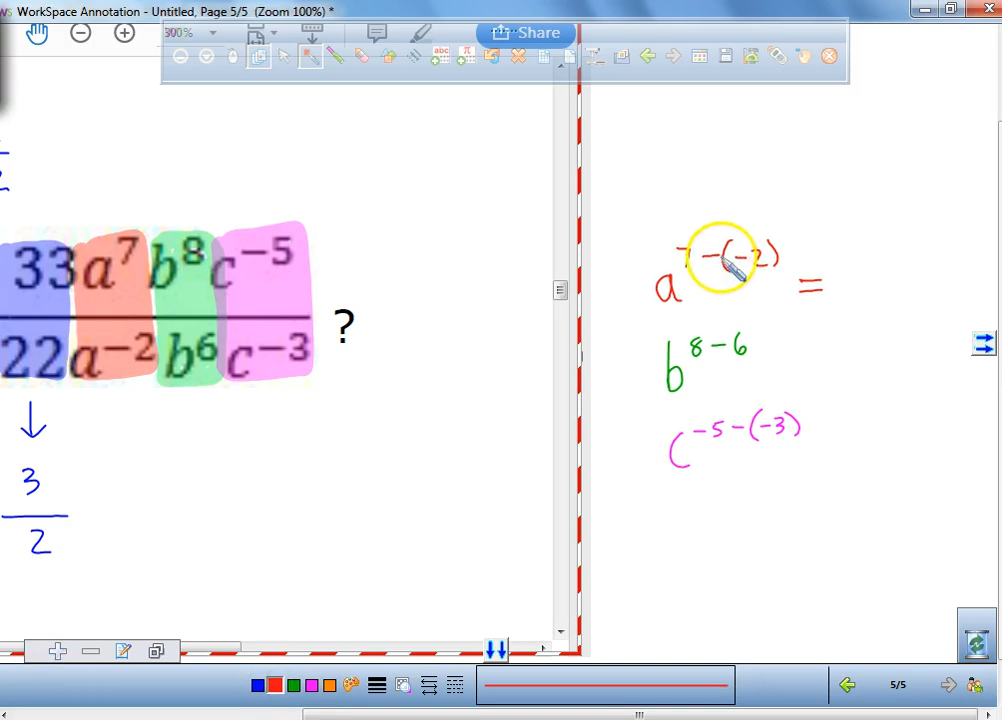 WorkSpace Annotation - Untitled, Page 5/5 (Zoom 100%) *
300%
Share
abc
π
33a⁷b⁸c⁻⁵
22a⁻²b⁶c⁻³
?
3
2
a⁷⁻⁽⁻²⁾ =
b⁸⁻⁶
c⁻⁵⁻⁽⁻³⁾
5/5